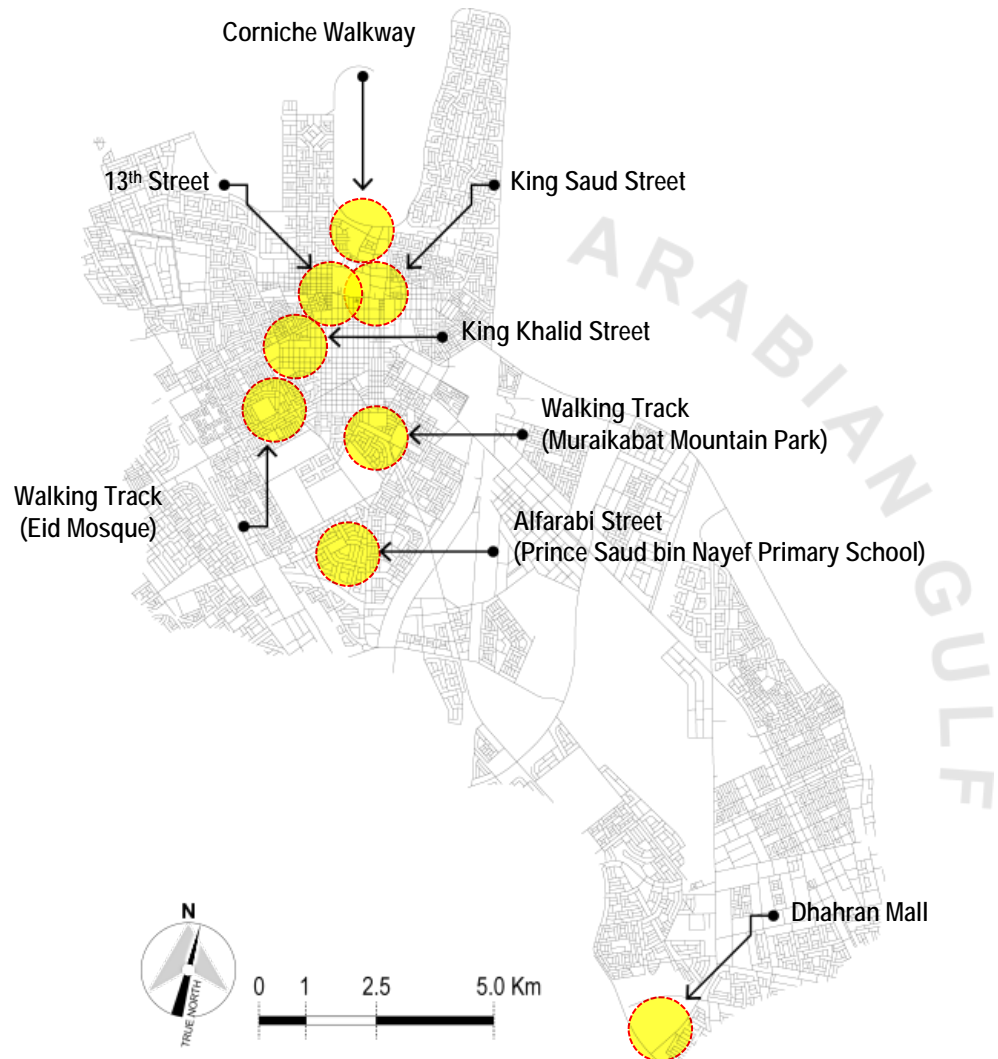 Corniche Walkway
13th Street
King Saud Street
King Khalid Street
Walking Track
(Muraikabat Mountain Park)
Walking Track
(Eid Mosque)
Alfarabi Street
(Prince Saud bin Nayef Primary School)
ARABIAN GULF
Dhahran Mall
N
TRUE NORTH
0 1 2.5 5.0 Km